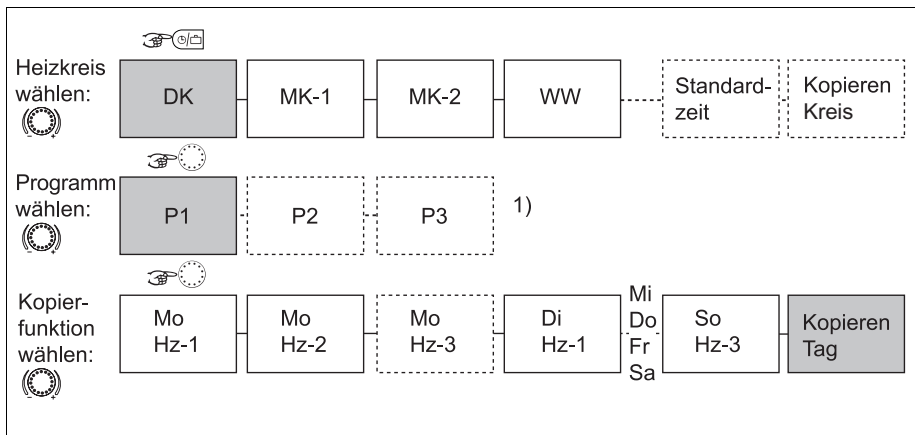 Heizkreis
wählen:
DK
MK-1
MK-2
WW
Standard-
zeit
Kopieren
Kreis
Programm
wählen:
P1
P2
P3
1)
Kopier-
funktion
wählen:
Mo
Hz-1
Mo
Hz-2
Mo
Hz-3
Di
Hz-1
Mi
Do
Fr
Sa
So
Hz-3
Kopieren
Tag